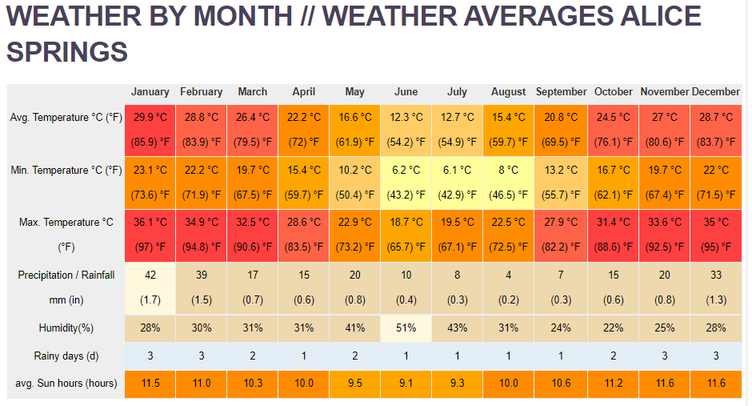 WEATHER BY MONTH // WEATHER AVERAGES ALICE
SPRINGS
January February March April May June July August September October November December
Avg. Temperature °C (°F) 29.9 °C 28.8 °C 26.4 °C 22.2 °C 16.6 °C 12.3 °C 12.7 °C 15.4 °C 20.8 °C 24.5 °C 27 °C 28.7 °C
(85.9) °F (83.9) °F (79.5) °F (72) °F (61.9) °F (54.2) °F (54.9) °F (59.7) °F (69.5) °F (76.1) °F (80.6) °F (83.7) °F
Min. Temperature °C (°F) 23.1 °C 22.2 °C 19.7 °C 15.4 °C 10.2 °C 6.2 °C 6.1 °C 8 °C 13.2 °C 16.7 °C 19.7 °C 22 °C
(73.6) °F (71.9) °F (67.5) °F (59.7) °F (50.4) °F (43.2) °F (42.9) °F (46.5) °F (55.7) °F (62.1) °F (67.4) °F (71.5) °F
Max. Temperature °C 36.1 °C 34.9 °C 32.5 °C 28.6 °C 22.9 °C 18.7 °C 19.5 °C 22.5 °C 27.9 °C 31.4 °C 33.6 °C 35 °C
(°F) (97) °F (94.8) °F (90.6) °F (83.5) °F (73.2) °F (65.7) °F (67.1) °F (72.5) °F (82.2) °F (88.6) °F (92.5) °F (95) °F
Precipitation / Rainfall 42 39 17 15 20 10 8 4 7 15 20 33
mm (in) (1.7) (1.5) (0.7) (0.6) (0.8) (0.4) (0.3) (0.2) (0.3) (0.6) (0.8) (1.3)
Humidity(%) 28% 30% 31% 31% 41% 51% 43% 31% 24% 22% 25% 28%
Rainy days (d) 3 3 2 1 2 1 1 1 1 2 3 3
avg. Sun hours (hours) 11.5 11.0 10.3 10.0 9.5 9.1 9.3 10.0 10.6 11.2 11.6 11.6